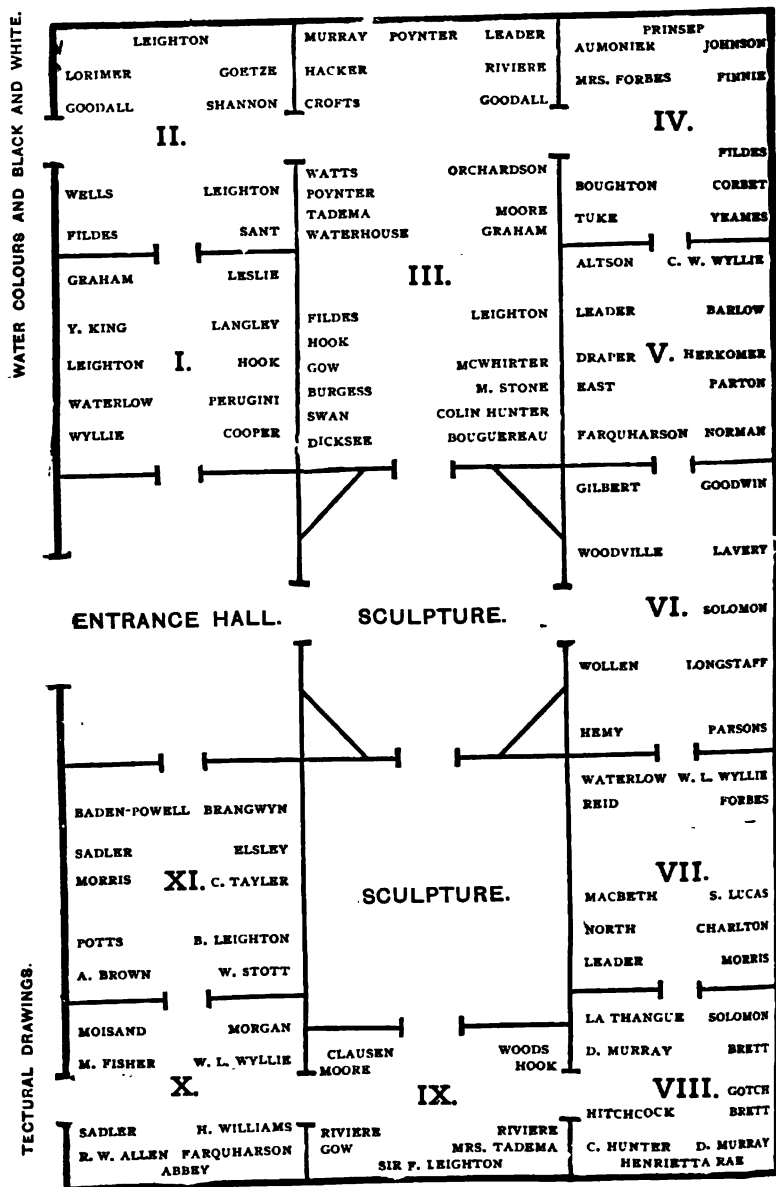 WATER COLOURS AND BLACK AND WHITE.
LEIGHTON
LORIMER GOETZE
GOODALL SHANNON
II.
WELLS LEIGHTON
FILDES SANT
GRAHAM LESLIE
Y. KING LANGLEY
LEIGHTON I. HOOK
WATERLOW PERUGINI
WYLLIE COOPER
MURRAY POYNTER LEADER
HACKER RIVIERE
CROFTS GOODALL
WATTS ORCHARDSON
POYNTER
TADEMA MOORE
WATERHOUSE GRAHAM
III.
FILDES LEIGHTON
HOOK
GOW MCWHIRTER
BURGESS M. STONE
SWAN COLIN HUNTER
DICKSEE BOUGUEREAU
PRINSEP
AUMONIER JOHNSON
MRS. FORBES FINNIE
IV.
FILDES
BOUGHTON CORBET
TUKE YEAMES
ALTSON C. W. WYLLIE
LEADER BARLOW
DRAPER V. HERKOMER
EAST PARTON
FARQUHARSON NORMAN
GILBERT GOODWIN
WOODVILLE LAVERY
VI. SOLOMON
WOLLEN LONGSTAFF
HEMY PARSONS
ENTRANCE HALL. SCULPTURE.
WATERLOW W. L. WYLLIE
REID FORBES
VII.
MACBETH S. LUCAS
NORTH CHARLTON
LEADER MORRIS
BADEN-POWELL BRANGWYN
SADLER ELSLEY
MORRIS XI. C. TAYLER
POTTS B. LEIGHTON
A. BROWN W. STOTT
SCULPTURE.
TECTURAL DRAWINGS.
MOISAND MORGAN
M. FISHER W. L. WYLLIE
X.
SADLER H. WILLIAMS
R. W. ALLEN FARQUHARSON
ABBEY
CLAUSEN WOODS
MOORE HOOK
IX.
RIVIERE RIVIERE
GOW MRS. TADEMA
SIR F. LEIGHTON
LA THANGUE SOLOMON
D. MURRAY BRETT
VIII. GOTCH
HITCHCOCK BRETT
C. HUNTER D. MURRAY
HENRIETTA RAE